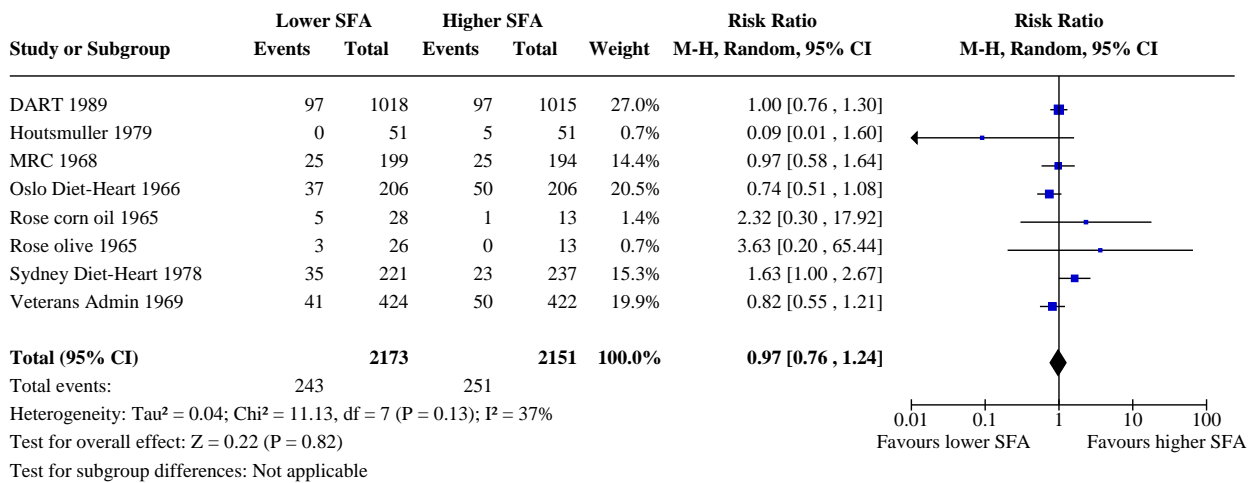 Lower SFA Higher SFA Risk Ratio Risk Ratio
Study or Subgroup Events Total Events Total Weight M-H, Random, 95% CI M-H, Random, 95% CI
DART 1989 97 1018 97 1015 27.0% 1.00 [0.76 , 1.30]
Houtsmuller 1979 0 51 5 51 0.7% 0.09 [0.01 , 1.60]
MRC 1968 25 199 25 194 14.4% 0.97 [0.58 , 1.64]
Oslo Diet-Heart 1966 37 206 50 206 20.5% 0.74 [0.51 , 1.08]
Rose corn oil 1965 5 28 1 13 1.4% 2.32 [0.30 , 17.92]
Rose olive 1965 3 26 0 13 0.7% 3.63 [0.20 , 65.44]
Sydney Diet-Heart 1978 35 221 23 237 15.3% 1.63 [1.00 , 2.67]
Veterans Admin 1969 41 424 50 422 19.9% 0.82 [0.55 , 1.21]
Total (95% CI) 2173 2151 100.0% 0.97 [0.76 , 1.24]
Total events: 243 251
Heterogeneity: Tau² = 0.04; Chi² = 11.13, df = 7 (P = 0.13); I² = 37%
Test for overall effect: Z = 0.22 (P = 0.82)
Test for subgroup differences: Not applicable
0.01 0.1 1 10 100
Favours lower SFA Favours higher SFA